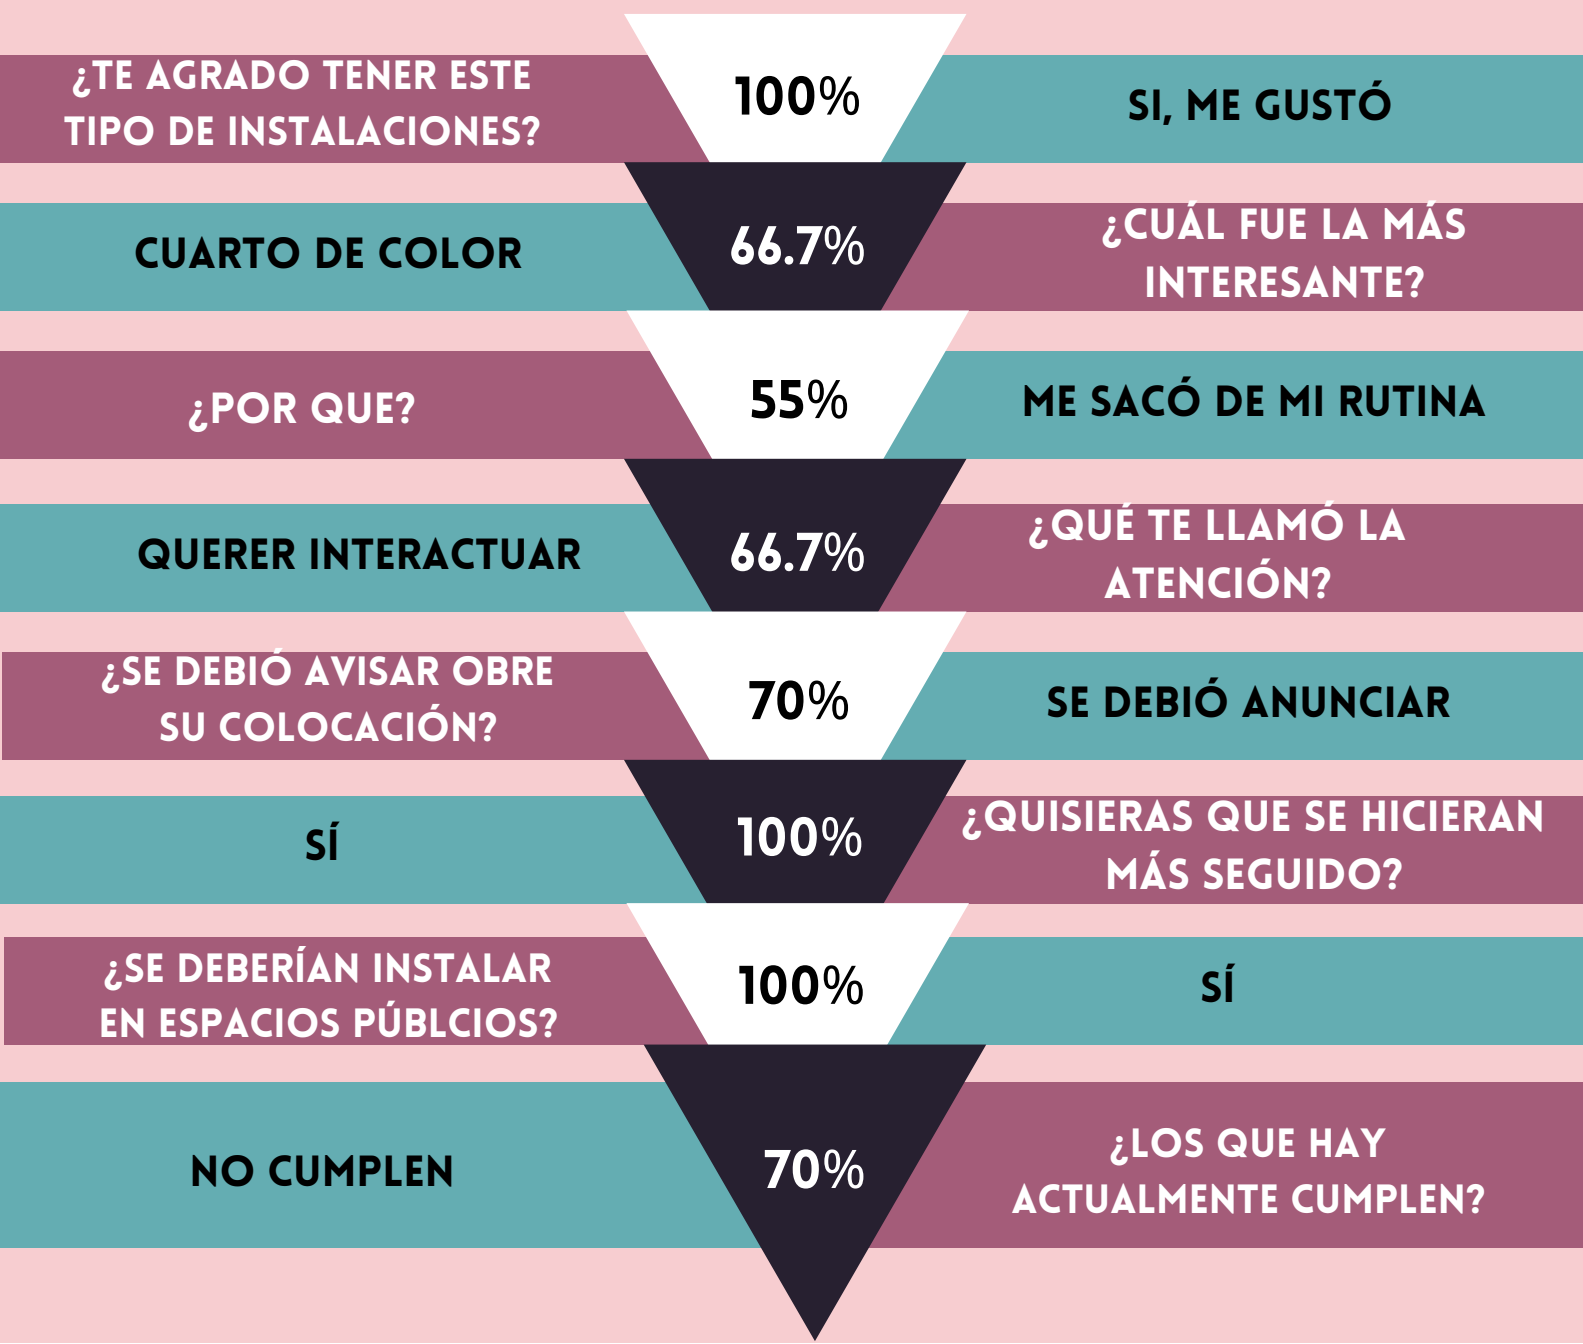 ¿TE AGRADO TENER ESTE
TIPO DE INSTALACIONES?
100%
SI, ME GUSTÓ
CUARTO DE COLOR
66.7%
¿CUÁL FUE LA MÁS
INTERESANTE?
¿POR QUE?
55%
ME SACÓ DE MI RUTINA
QUERER INTERACTUAR
66.7%
¿QUÉ TE LLAMÓ LA
ATENCIÓN?
¿SE DEBIÓ AVISAR OBRE
SU COLOCACIÓN?
70%
SE DEBIÓ ANUNCIAR
SÍ
100%
¿QUISIERAS QUE SE HICIERAN
MÁS SEGUIDO?
¿SE DEBERÍAN INSTALAR
EN ESPACIOS PÚBLCIOS?
100%
SÍ
NO CUMPLEN
70%
¿LOS QUE HAY
ACTUALMENTE CUMPLEN?